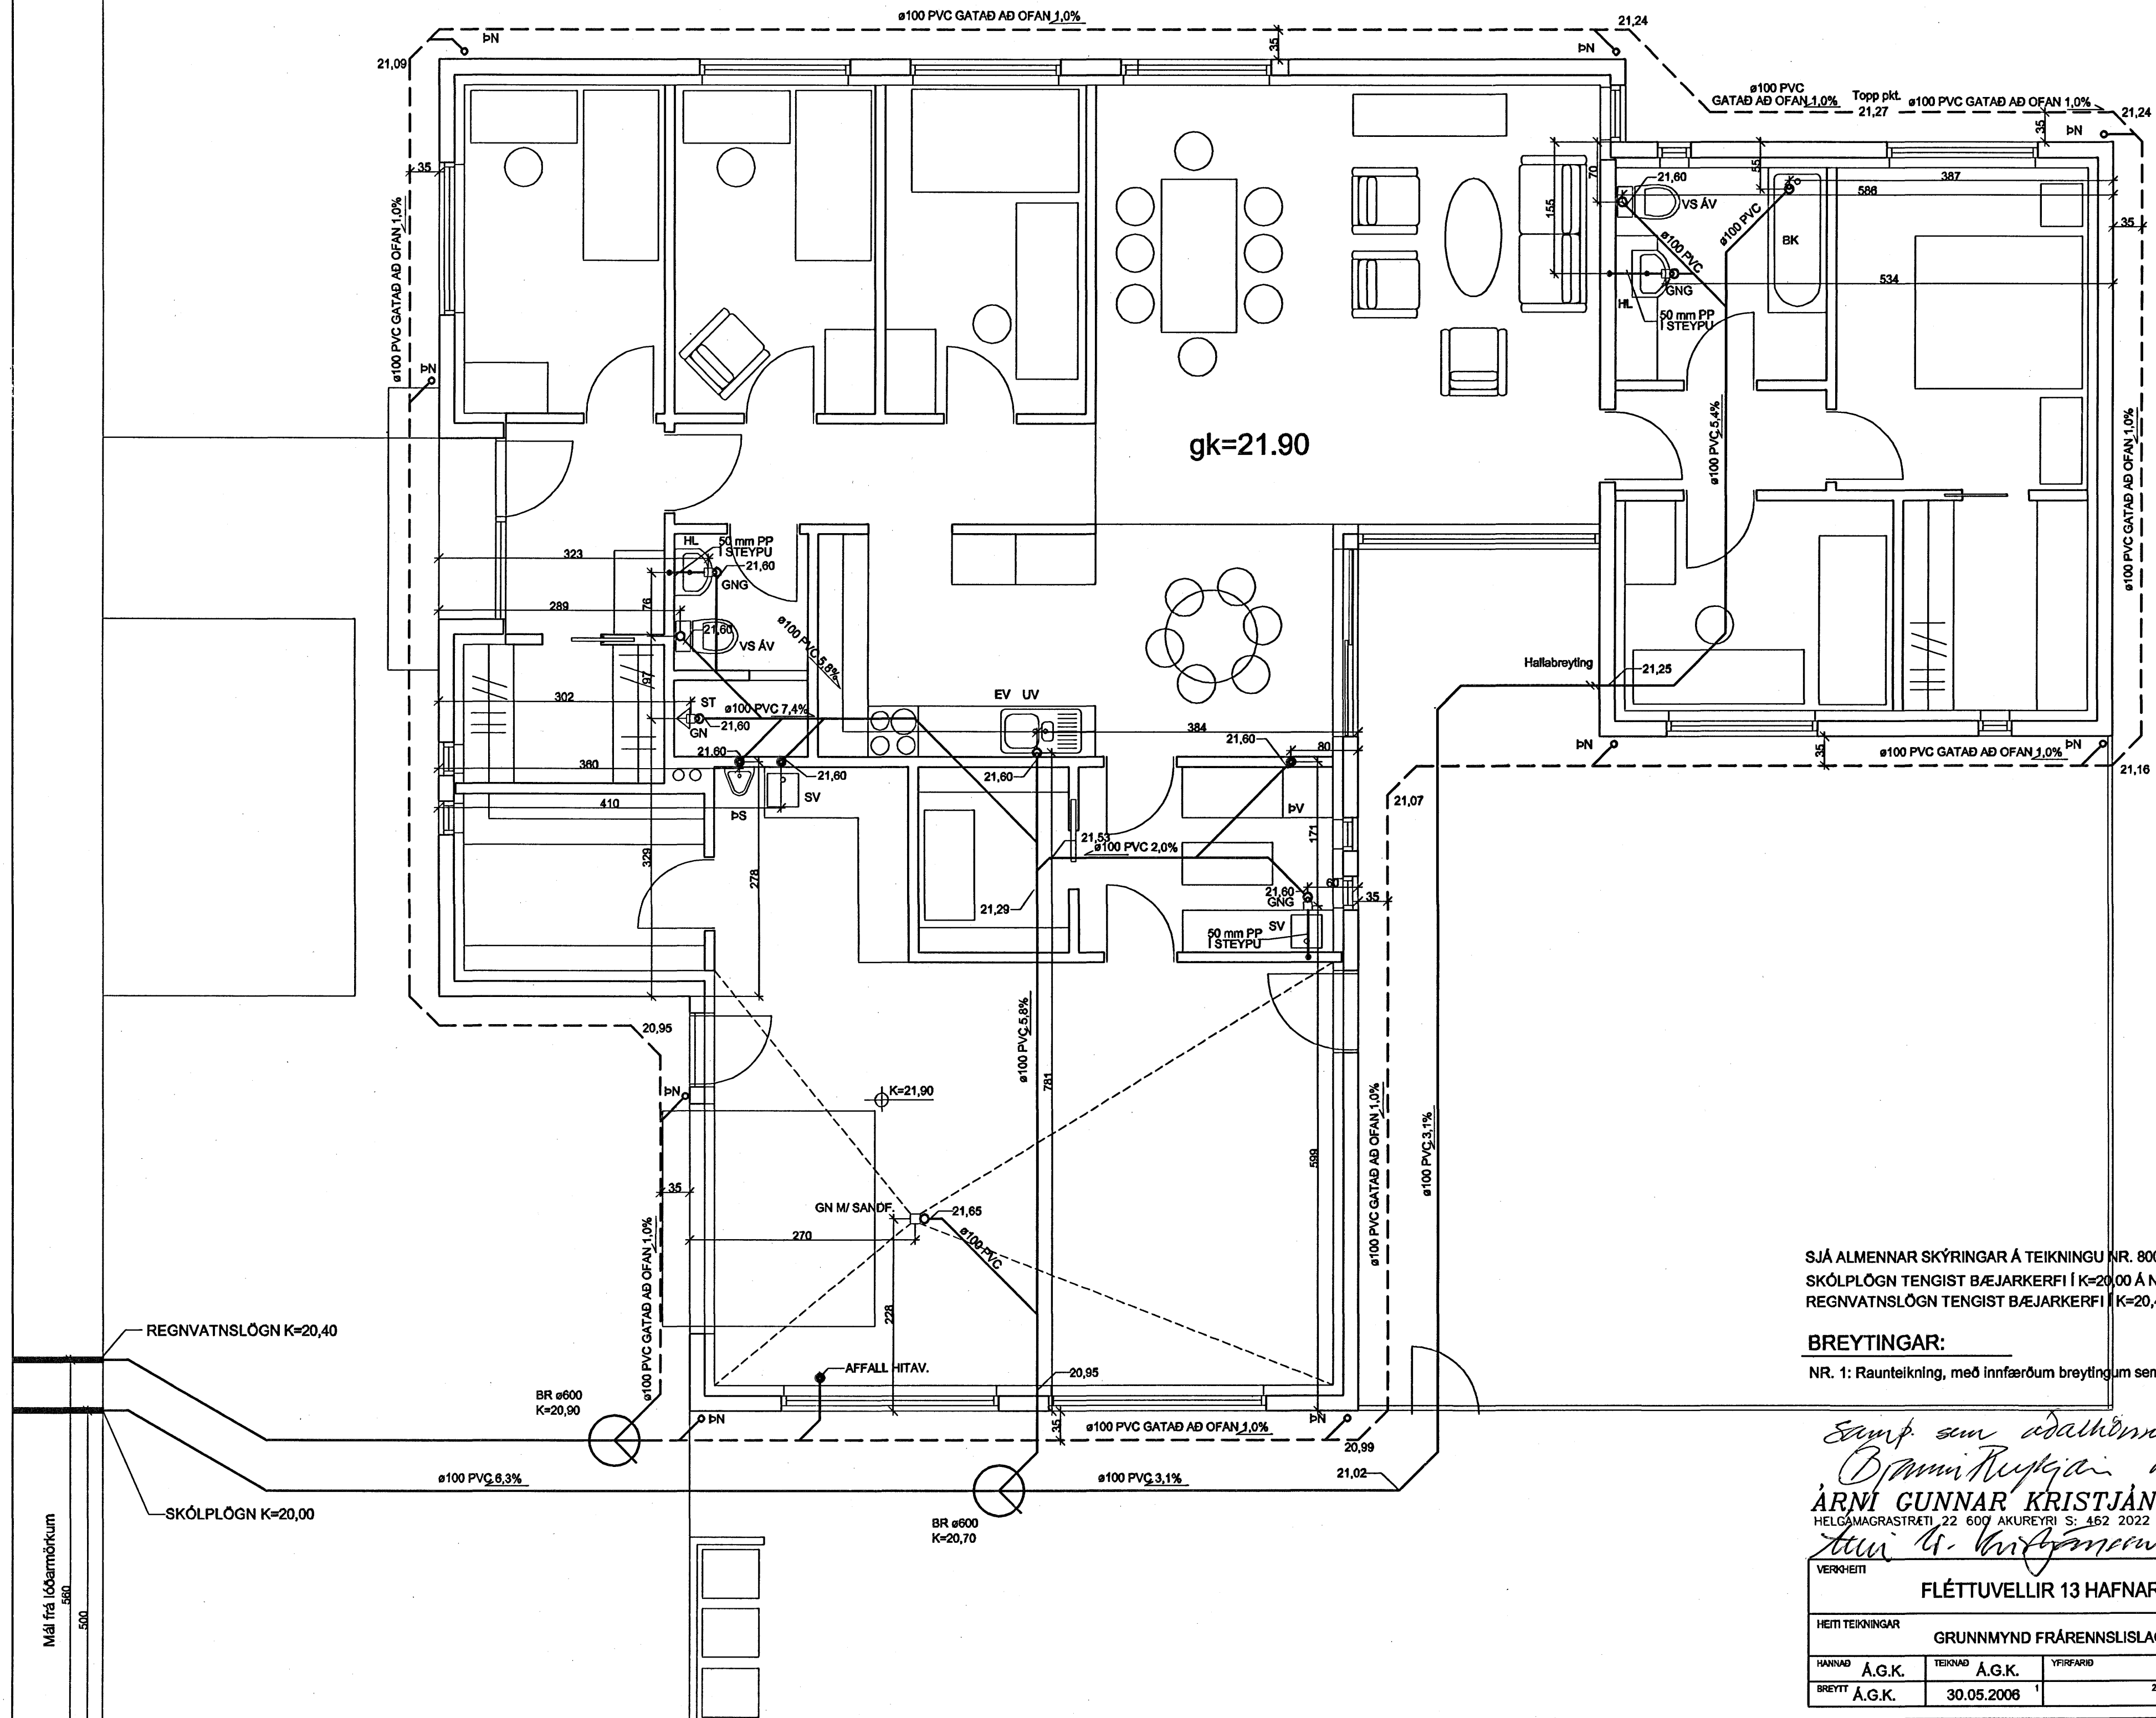 ø100 PVC GATAÐ AÐ OFAN 1,0%
21,24
ÞN
ÞN
35
21,09
ø100 PVC
GATAÐ AÐ OFAN 1,0%
Topp pkt.
21,27
ø100 PVC GATAÐ AÐ OFAN 1,0%
21,24
35
ÞN
35
70
155
21,60
55
387
586
VS ÁV
ø100 PVC
ø100 PVC
BK
35
534
GNG
HL
50 mm PP
Í STEYPU
ø100 PVC GATAÐ AÐ OFAN 1,0%
ÞN
ø100 PVC 5,4%
ø100 PVC GATAÐ AÐ OFAN 1,0%
gk=21.90
HL
50 mm PP
Í STEYPU
21,60
GNG
323
76
289
21,60
VS ÁV
ø100 PVC 5,8%
97
302
ST
ø100 PVC 7,4%
21,60
GN
EV UV
384
Hallabreyting
21,25
21,60
360
21,60
21,60
21,60
80
ÞN
35
ø100 PVC GATAÐ AÐ OFAN 1,0%
ÞN
21,16
410
SV
ÞS
ÞV
21,07
171
21,53
ø100 PVC 2,0%
329
278
60
21,60
GNG
35
21,29
50 mm PP
Í STEYPU
SV
20,95
ø100 PVC 5,8%
781
ÞN
K=21,90
ø100 PVC GATAÐ AÐ OFAN 1,0%
ø100 PVC 3,1%
599
35
GN M/ SANDF.
21,65
270
ø100 PVC
ø100 PVC GATAÐ AÐ OFAN 1,0%
228
SJÁ ALMENNAR SKÝRINGAR Á TEIKNINGU NR. 800
SKÓLPLÖGN TENGIST BÆJARKERFI Í K=20,00 Á
REGNVATNSLÖGN TENGIST BÆJARKERFI Í K=20,
BREYTINGAR:
NR. 1: Raunteikning, með innfærðum breytingum sem
REGNVATNSLÖGN K=20,40
AFFALL HITAV.
20,95
BR ø600
K=20,90
ÞN
35
ø100 PVC GATAÐ AÐ OFAN 1,0%
ÞN
20,99
ø100 PVC 6,3%
ø100 PVC 3,1%
21,02
SKÓLPLÖGN K=20,00
BR ø600
K=20,70
Mál frá lóðarmörkum
560
500
Samþ. sem
ÁRNI GUNNAR KRISTJÁN
HELGAMAGRASTRÆTI 22 600 AKUREYRI S: 462 2022
VERKHEITI
FLÉTTUVELLIR 13 HAFNAR
HEITI TEIKNINGAR
GRUNNMYND FRÁRENNSLISLA
HANNAÐ Á.G.K.
TEIKNAÐ Á.G.K.
YFIRFARIÐ
BREYTT Á.G.K.
30.05.2006
1
2